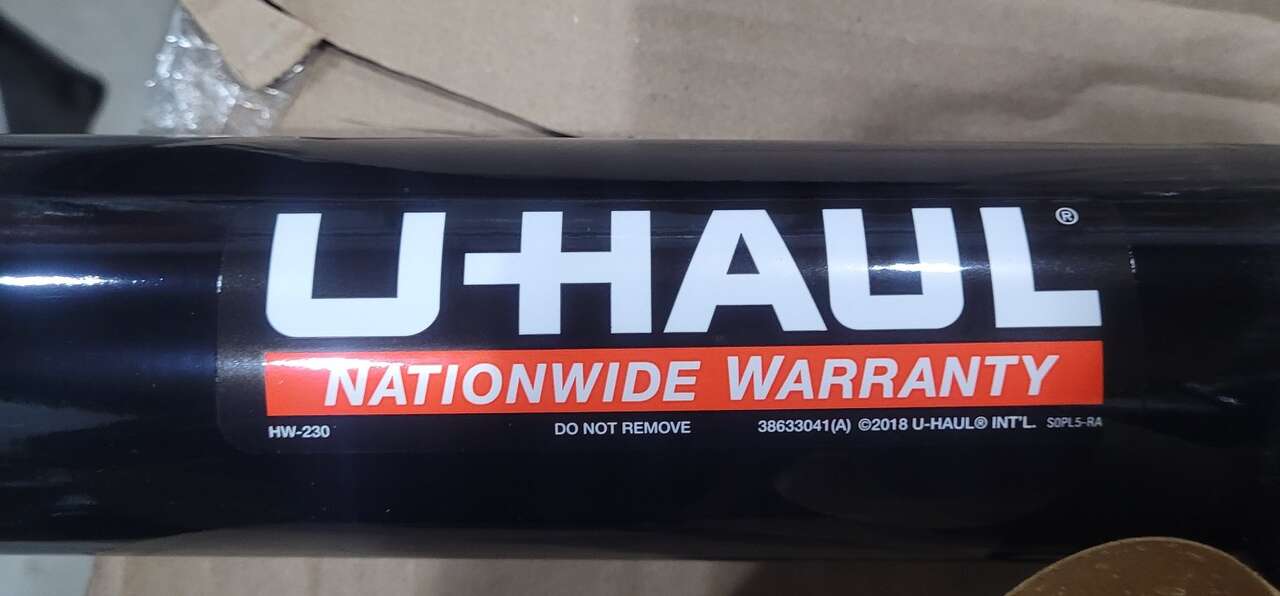 U-HAUL®
NATIONWIDE WARRANTY
HW-230 DO NOT REMOVE 38633041(A) ©2018 U-HAUL® INT'L. S0PL5-RA